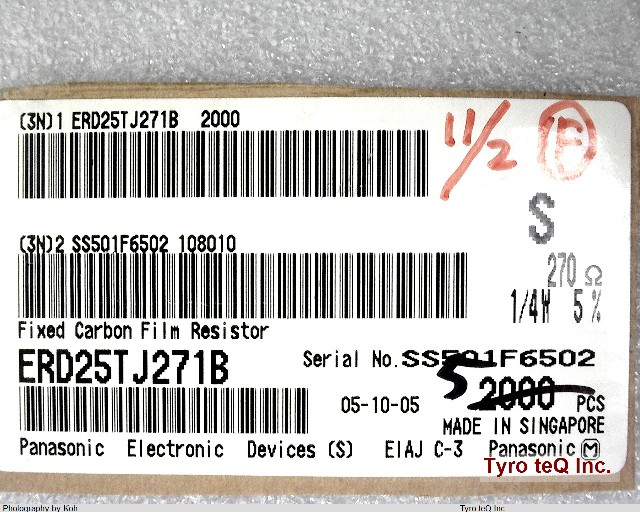 (3N)1 ERD25TJ271B 2000
11/2 F
S
(3N)2 SS501F6502 108010
270 Ω
1/4W 5%
Fixed Carbon Film Resistor
ERD25TJ271B Serial No. SS501F6502
5 2000 PCS
05-10-05
MADE IN SINGAPORE
Panasonic Electronic Devices (S) EIAJ C-3 Panasonic M
Tyro teQ Inc.
Photography by Koh Tyro teQ Inc